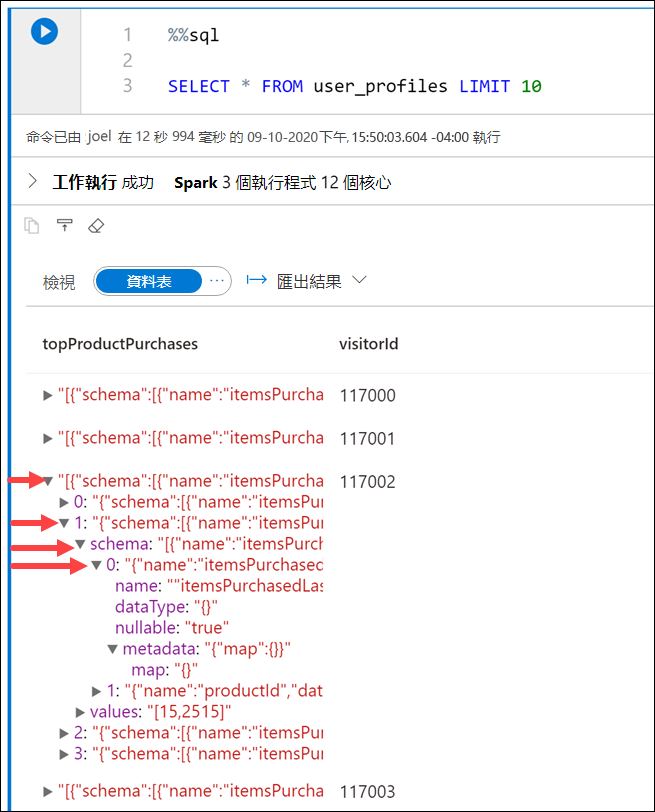 1 %%sql
2
3 SELECT * FROM user_profiles LIMIT 10
命令已由 joel 在 12 秒 994 毫秒 的 09-10-2020下午, 15:50:03.604 -04:00 執行
工作執行 成功 Spark 3 個執行程式 12 個核心
檢視 資料表 ··· 匯出結果
topProductPurchases visitorId
"[{"schema":[{"name":"itemsPurcha 117000
"[{"schema":[{"name":"itemsPurcha 117001
"[{"schema":[{"name":"itemsPurcha 117002
0: "{"schema":[{"name":"itemsPur
1: "{"schema":[{"name":"itemsPur
schema: "[{"name":"itemsPurch
0: "{"name":"itemsPurchased
name: ""itemsPurchasedLas
dataType: "{}"
nullable: "true"
metadata: "{"map":{}}"
map: "{}"
1: "{"name":"productId","dat
values: "[15,2515]"
2: "{"schema":[{"name":"itemsPur
3: "{"schema":[{"name":"itemsPur
"[{"schema":[{"name":"itemsPurcha 117003